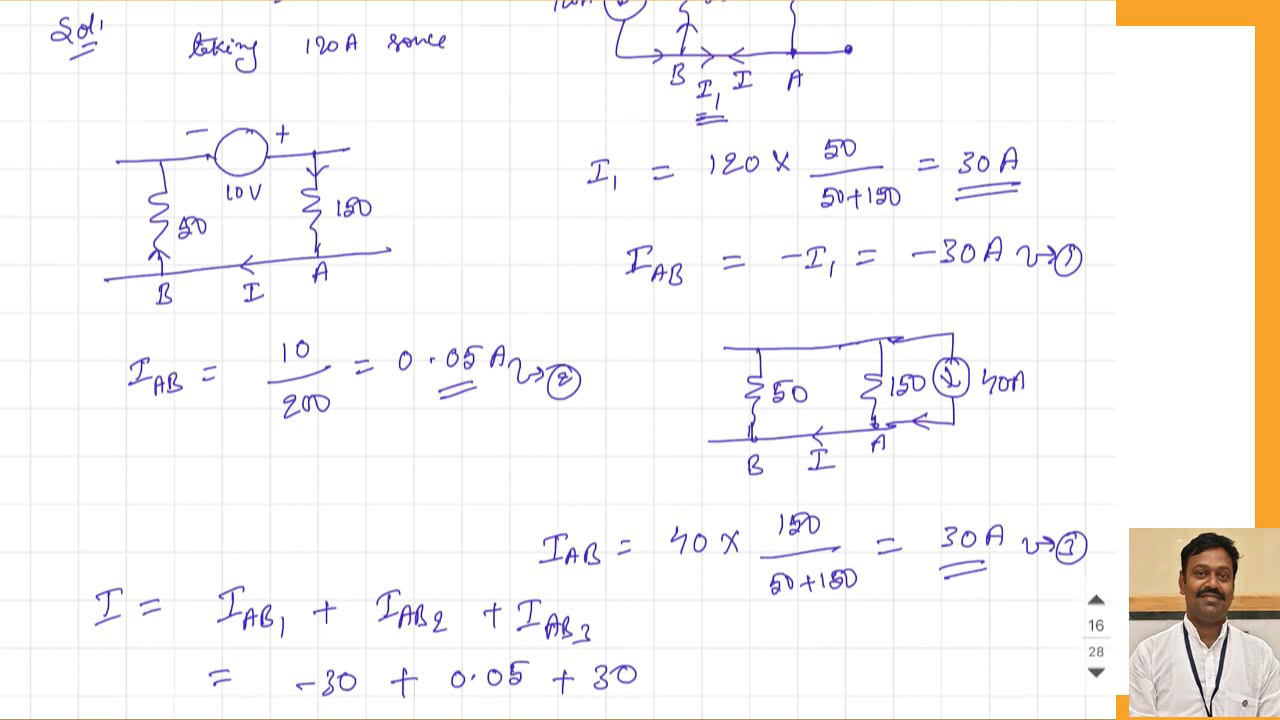 Sol:
taking 120A source
B I₁ I A
I₁ = 120 × 50/(50+150) = 30A
I_AB = -I₁ = -30A → ①
- +
10V
50 150
B I A
I_AB = 10/200 = 0.05A → ②
50 150 40A
B I A
I_AB = 40 × 150/(50+150) = 30A → ③
I = I_AB₁ + I_AB₂ + I_AB₃
= -30 + 0.05 + 30
16
28